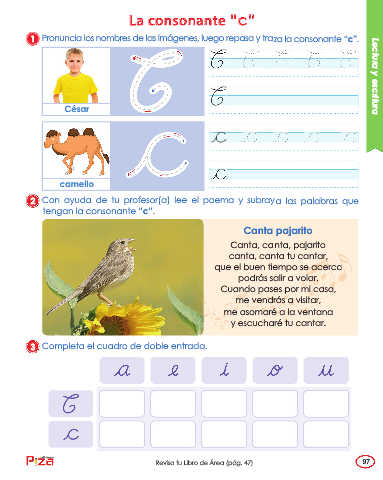 La consonante "c"
1 Pronuncia los nombres de las imágenes, luego repasa y traza la consonante "c".
Lectura y escritura
César
C
C C C C C
C
camello
c
c c c c c
c
2 Con ayuda de tu profesor(a) lee el poema y subraya las palabras que
tengan la consonante "c".
Canta pajarito
Canta, canta, pajarito
canta, canta tu cantar,
que el buen tiempo se acerca
podrás salir a volar.
Cuando pases por mi casa,
me vendrás a visitar,
me asomaré a la ventana
y escucharé tu cantar.
3 Completa el cuadro de doble entrada.
a e i o u
C
c
Piza
Revisa tu Libro de Área (pág. 47)
97